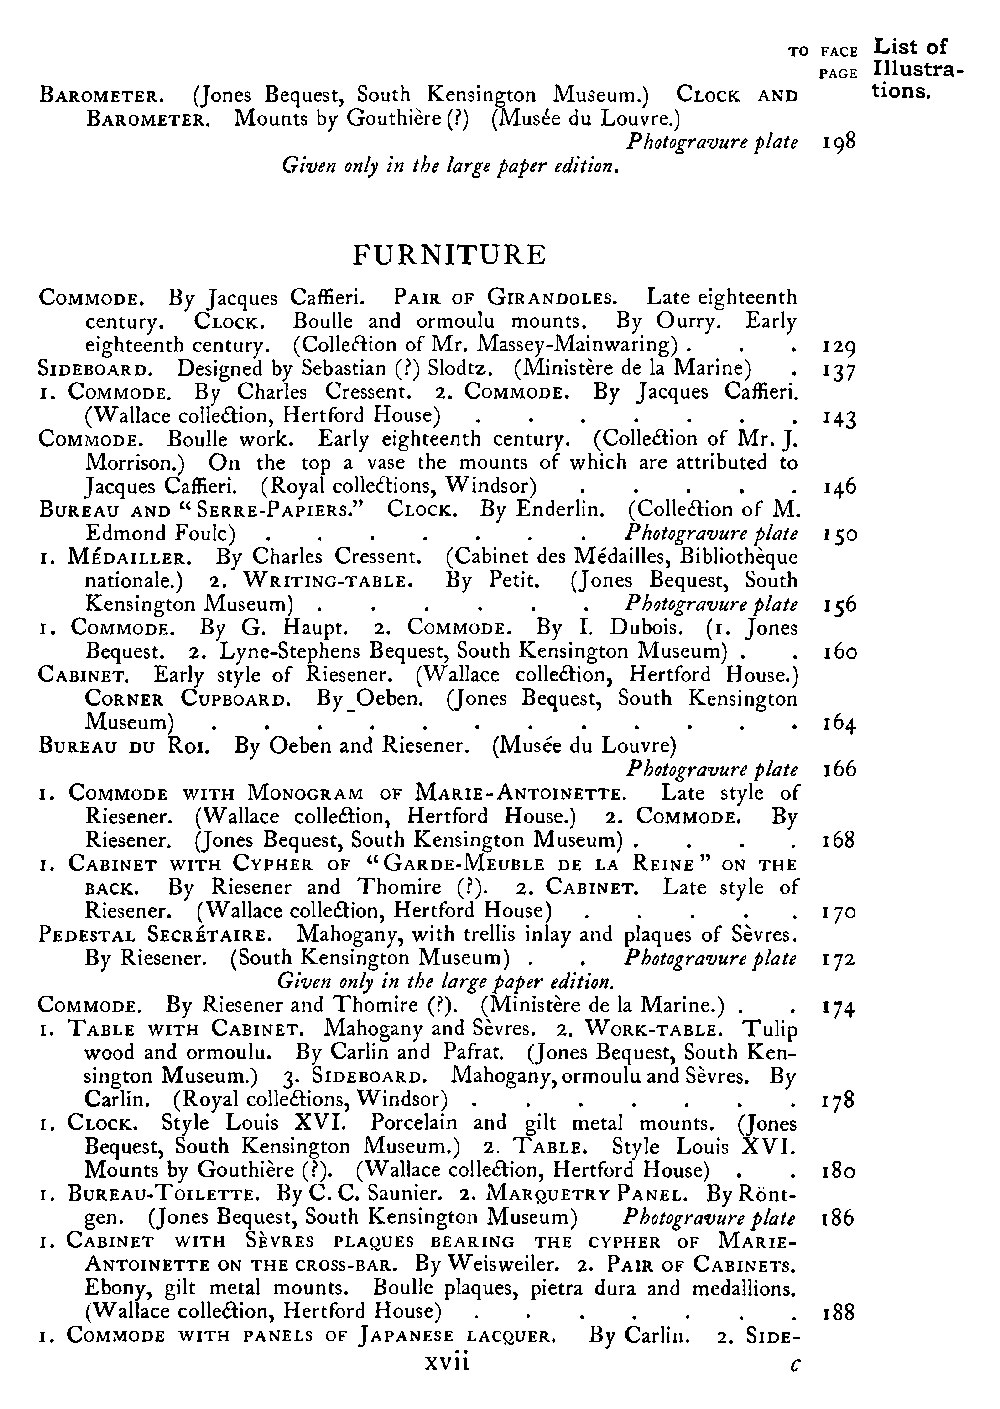 TO FACE List of
PAGE Illustra-
tions.
BAROMETER. (Jones Bequest, South Kensington Museum.) CLOCK AND
BAROMETER. Mounts by Gouthière (?) (Musée du Louvre.)
Photogravure plate 198
Given only in the large paper edition.
FURNITURE
COMMODE. By Jacques Caffieri. PAIR OF GIRANDOLES. Late eighteenth
century. CLOCK. Boulle and ormoulu mounts. By Ourry. Early
eighteenth century. (Collection of Mr. Massey-Mainwaring) . . . 129
SIDEBOARD. Designed by Sebastian (?) Slodtz. (Ministère de la Marine) . 137
1. COMMODE. By Charles Cressent. 2. COMMODE. By Jacques Caffieri.
(Wallace collection, Hertford House) . . . . . . . 143
COMMODE. Boulle work. Early eighteenth century. (Collection of Mr. J.
Morrison.) On the top a vase the mounts of which are attributed to
Jacques Caffieri. (Royal collections, Windsor) . . . . . 146
BUREAU AND "SERRE-PAPIERS." CLOCK. By Enderlin. (Collection of M.
Edmond Foulc) . . . . . . . Photogravure plate 150
1. MÉDAILLER. By Charles Cressent. (Cabinet des Médailles, Bibliothèque
nationale.) 2. WRITING-TABLE. By Petit. (Jones Bequest, South
Kensington Museum) . . . . . . Photogravure plate 156
1. COMMODE. By G. Haupt. 2. COMMODE. By I. Dubois. (1. Jones
Bequest. 2. Lyne-Stephens Bequest, South Kensington Museum) . . 160
CABINET. Early style of Riesener. (Wallace collection, Hertford House.)
CORNER CUPBOARD. By Oeben. (Jones Bequest, South Kensington
Museum) . . . . . . . . . . . . 164
BUREAU DU ROI. By Oeben and Riesener. (Musée du Louvre)
Photogravure plate 166
1. COMMODE WITH MONOGRAM OF MARIE-ANTOINETTE. Late style of
Riesener. (Wallace collection, Hertford House.) 2. COMMODE. By
Riesener. (Jones Bequest, South Kensington Museum) . . . . 168
1. CABINET WITH CYPHER OF "GARDE-MEUBLE DE LA REINE" ON THE
BACK. By Riesener and Thomire (?). 2. CABINET. Late style of
Riesener. (Wallace collection, Hertford House) . . . . . 170
PEDESTAL SECRÉTAIRE. Mahogany, with trellis inlay and plaques of Sèvres.
By Riesener. (South Kensington Museum) . . Photogravure plate 172
Given only in the large paper edition.
COMMODE. By Riesener and Thomire (?). (Ministère de la Marine.) . . 174
1. TABLE WITH CABINET. Mahogany and Sèvres. 2. WORK-TABLE. Tulip
wood and ormoulu. By Carlin and Pafrat. (Jones Bequest, South Ken-
sington Museum.) 3. SIDEBOARD. Mahogany, ormoulu and Sèvres. By
Carlin. (Royal collections, Windsor) . . . . . . . 178
1. CLOCK. Style Louis XVI. Porcelain and gilt metal mounts. (Jones
Bequest, South Kensington Museum.) 2. TABLE. Style Louis XVI.
Mounts by Gouthière (?). (Wallace collection, Hertford House) . . 180
1. BUREAU-TOILETTE. By C. C. Saunier. 2. MARQUETRY PANEL. By Rönt-
gen. (Jones Bequest, South Kensington Museum) Photogravure plate 186
1. CABINET WITH SÈVRES PLAQUES BEARING THE CYPHER OF MARIE-
ANTOINETTE ON THE CROSS-BAR. By Weisweiler. 2. PAIR OF CABINETS.
Ebony, gilt metal mounts. Boulle plaques, pietra dura and medallions.
(Wallace collection, Hertford House) . . . . . . . 188
1. COMMODE WITH PANELS OF JAPANESE LACQUER. By Carlin. 2. SIDE-
xvii c